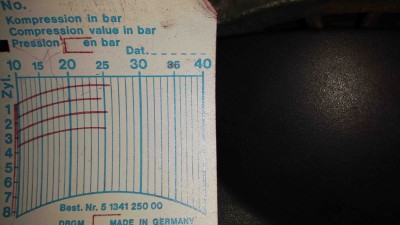 No.
Kompression in bar
Compression value in bar
Pression en bar
Dat.....
10 15 20 25 30 36 40
Zyl.
1
2
3
4
5
6
7
8
Best. Nr. 5 1341 250 00
DBGM MADE IN GERMANY